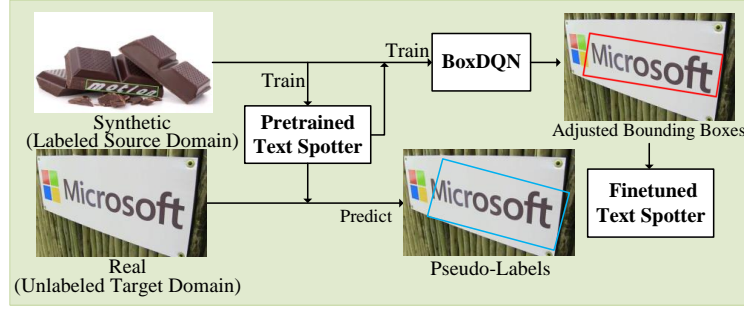 motion
Synthetic
(Labeled Source Domain)
Train
Train
BoxDQN
Pretrained
Text Spotter
Microsoft
Adjusted Bounding Boxes
Microsoft
Real
(Unlabeled Target Domain)
Predict
Microsoft
Pseudo-Labels
Finetuned
Text Spotter